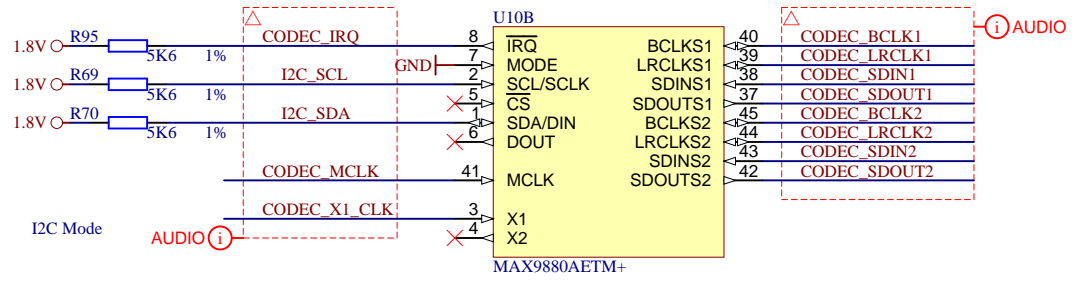 U10B
1.8V R95 5K6 1% CODEC_IRQ 8 IRQ BCLKS1 40 CODEC_BCLK1 AUDIO
GND 7 MODE LRCLKS1 39 CODEC_LRCLK1
1.8V R69 5K6 1% I2C_SCL 2 SCL/SCLK SDINS1 38 CODEC_SDIN1
5 CS SDOUTS1 37 CODEC_SDOUT1
1.8V R70 5K6 1% I2C_SDA 1 SDA/DIN BCLKS2 45 CODEC_BCLK2
6 DOUT LRCLKS2 44 CODEC_LRCLK2
SDINS2 43 CODEC_SDIN2
CODEC_MCLK 41 MCLK SDOUTS2 42 CODEC_SDOUT2
CODEC_X1_CLK 3 X1
I2C Mode AUDIO 4 X2
MAX9880AETM+